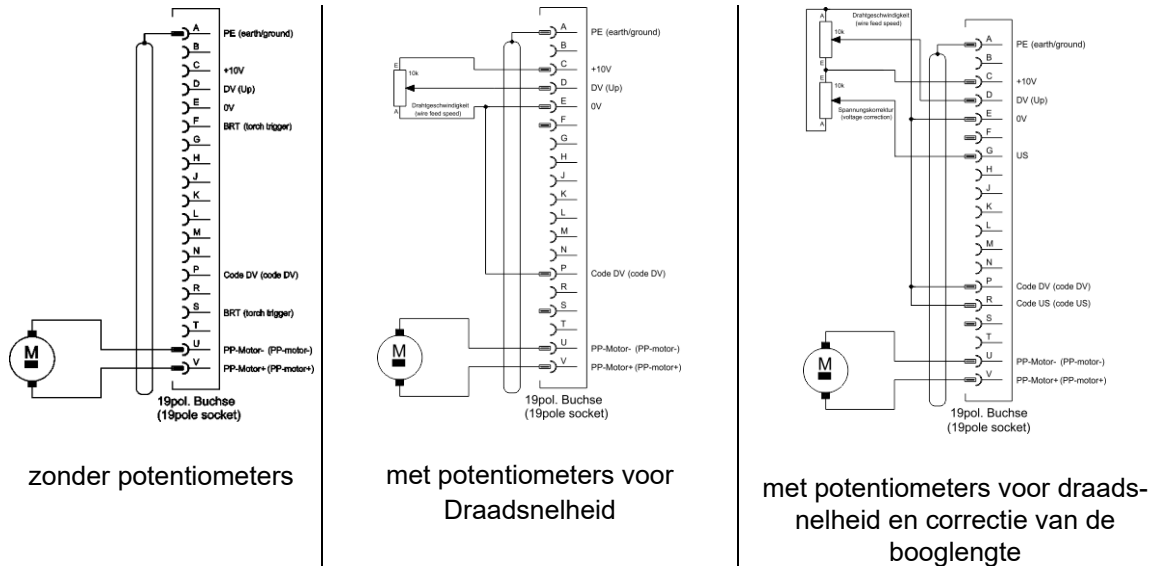 A PE (earth/ground)
B
C +10V
D DV (Up)
E 0V
F BRT (torch trigger)
G
H
J
K
L
M
N
P Code DV (code DV)
R
S BRT (torch trigger)
T
U PP-Motor- (PP-motor-)
V PP-Motor+ (PP-motor+)
M
19pol. Buchse
(19pole socket)
zonder potentiometers
A PE (earth/ground)
B
C +10V
D DV (Up)
E 0V
F
G
H
J
K
L
M
N
P Code DV (code DV)
R
S
T
U PP-Motor- (PP-motor-)
V PP-Motor+ (PP-motor+)
E
10k
A
Drahtgeschwindigkeit
(wire feed speed)
M
19pol. Buchse
(19pole socket)
met potentiometers voor
Draadsnelheid
A
Drahtgeschwindigkeit
(wire feed speed)
10k
E
E
10k
Spannungskorrektur
(voltage correction)
A
A PE (earth/ground)
B
C +10V
D DV (Up)
E 0V
F
G US
H
J
K
L
M
N
P Code DV (code DV)
R Code US (code US)
S
T
U PP-Motor- (PP-motor-)
V PP-Motor+ (PP-motor+)
M
19pol. Buchse
(19pole socket)
met potentiometers voor draads-
nelheid en correctie van de
booglengte